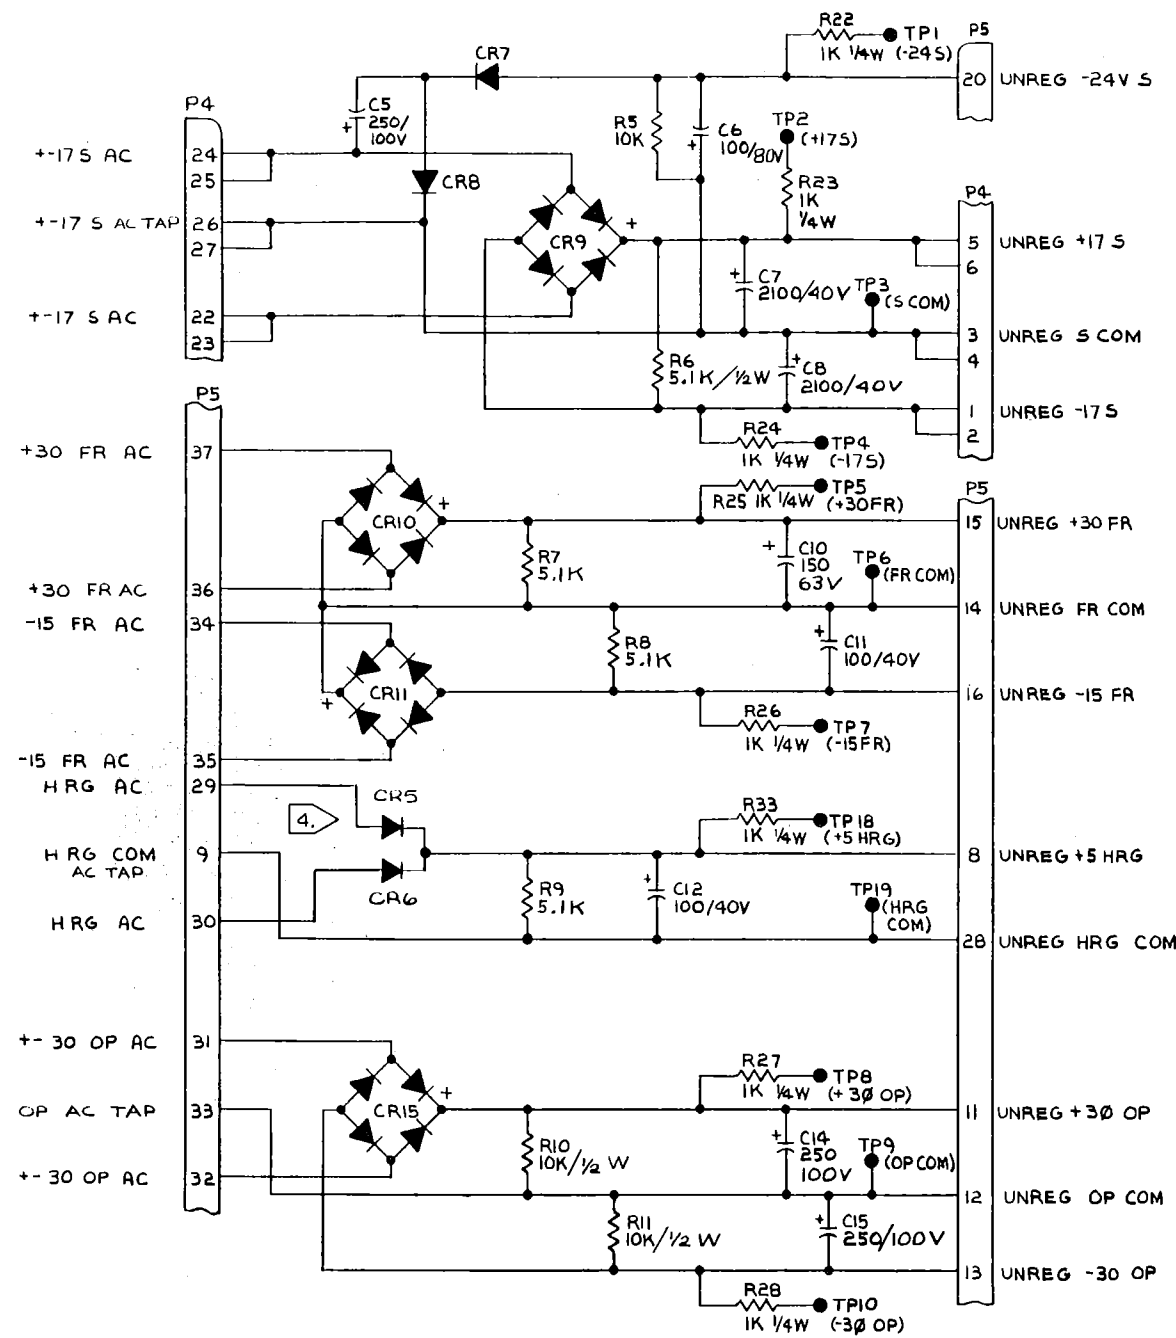 R22
TP1
1K 1/4W (-24S)
P5
20 UNREG -24V S
CR7
P4
C5
250/
100V
+
R5
10K
C6
100/80V
+
TP2
(+17S)
R23
1K
1/4W
+-17 S AC
24
25
CR8
+-17 S AC TAP
26
27
CR9
+
P4
5 UNREG +17 S
6
C7
2100/40V
+
TP3
(S COM)
+-17 S AC
22
23
3 UNREG S COM
4
R6
5.1K/1/2W
C8
2100/40V
+
1 UNREG -17 S
2
P5
R24
1K 1/4W
TP4
(-17S)
+30 FR AC
37
R25 1K 1/4W
TP5
(+30FR)
P5
CR10
+
15 UNREG +30 FR
R7
5.1K
C10
150
63V
+
TP6
(FR COM)
+30 FR AC
36
14 UNREG FR COM
-15 FR AC
34
R8
5.1K
C11
100/40V
+
CR11
+
16 UNREG -15 FR
R26
1K 1/4W
TP7
(-15FR)
-15 FR AC
35
HRG AC
29
CR5
4.
R33
1K 1/4W
TP18
(+5 HRG)
HRG COM
AC TAP
9
8 UNREG +5 HRG
CR6
R9
5.1K
C12
100/40V
+
TP19
(HRG
COM)
HRG AC
30
28 UNREG HRG COM
+- 30 OP AC
31
R27
1K 1/4W
TP8
(+3Ø OP)
OP AC TAP
33
CR15
+
11 UNREG +3Ø OP
R10
10K/1/2 W
C14
250
100V
+
TP9
(OP COM)
+-30 OP AC
32
12 UNREG OP COM
R11
10K/1/2 W
C15
250/100V
+
13 UNREG -30 OP
R28
1K 1/4W
TP10
(-3Ø OP)